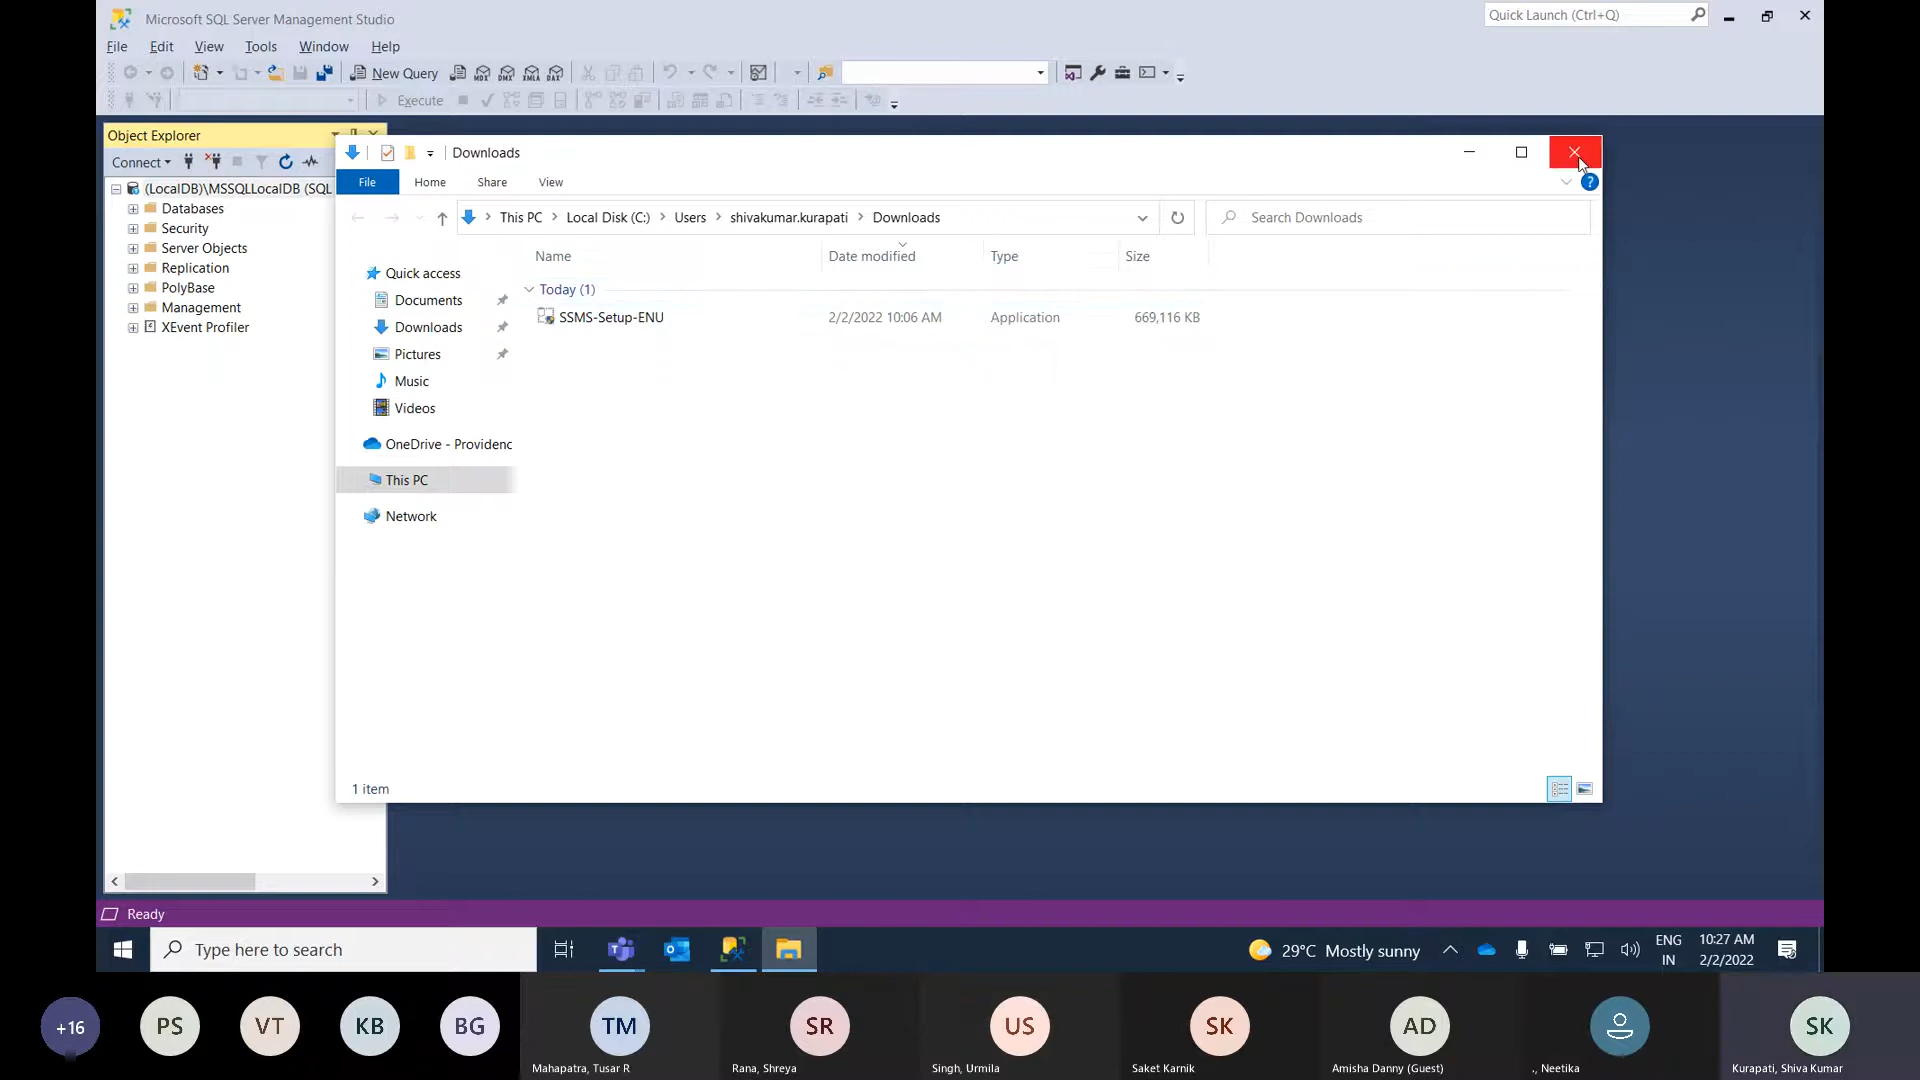 Microsoft SQL Server Management Studio
Quick Launch (Ctrl+Q)
File Edit View Tools Window Help
New Query
MDX DMX XMLA DAX
Execute
Object Explorer
Connect
(LocalDB)\MSSQLLocalDB (SQL
Databases
Security
Server Objects
Replication
PolyBase
Management
XEvent Profiler
Downloads
File Home Share View
This PC > Local Disk (C:) > Users > shivakumar.kurapati > Downloads
Search Downloads
Name Date modified Type Size
Today (1)
SSMS-Setup-ENU 2/2/2022 10:06 AM Application 669,116 KB
Quick access
Documents
Downloads
Pictures
Music
Videos
OneDrive - Providenc
This PC
Network
1 item
Ready
Type here to search
29°C Mostly sunny
ENG
IN
10:27 AM
2/2/2022
+16
PS
VT
KB
BG
TM
Mahapatra, Tusar R
SR
Rana, Shreya
US
Singh, Urmila
SK
Saket Karnik
AD
Amisha Danny (Guest)
., Neetika
SK
Kurapati, Shiva Kumar